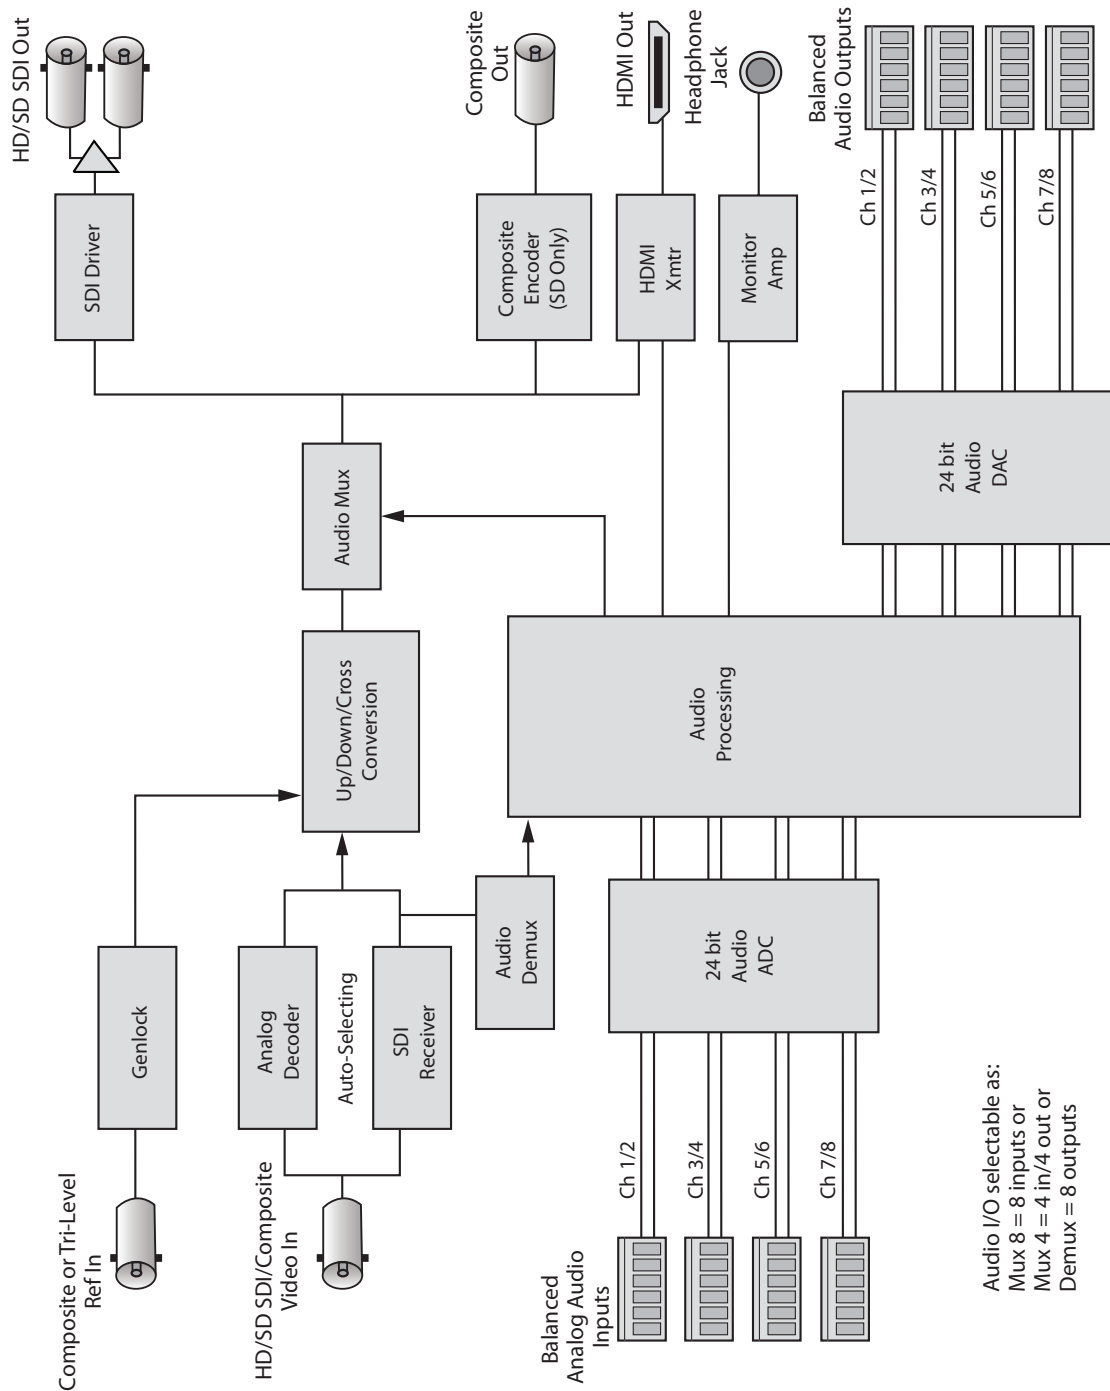 Composite or Tri-Level
Ref In
Genlock
HD/SD SDI/Composite
Video In
Analog
Decoder
Auto-Selecting
SDI
Receiver
Audio
Demux
Up/Down/Cross
Conversion
Audio Mux
SDI Driver
HD/SD SDI Out
Composite
Encoder
(SD Only)
Composite
Out
HDMI
Xmtr
HDMI Out
Monitor
Amp
Headphone
Jack
Balanced
Analog Audio
Inputs
Ch 1/2
Ch 3/4
Ch 5/6
Ch 7/8
24 bit
Audio
ADC
Audio
Processing
24 bit
Audio
DAC
Ch 1/2
Ch 3/4
Ch 5/6
Ch 7/8
Balanced
Audio Outputs
Audio I/O selectable as:
Mux 8 = 8 inputs or
Mux 4 = 4 in/4 out or
Demux = 8 outputs